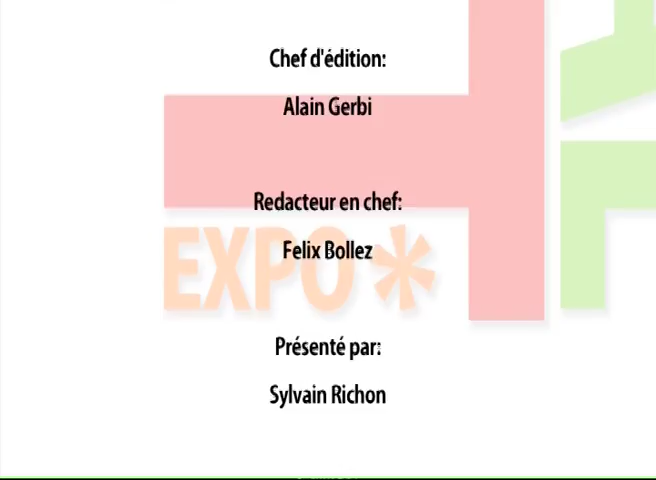 Chef d'édition:
Alain Gerbi
Redacteur en chef:
Felix Bollez
EXPO*
Présenté par:
Sylvain Richon